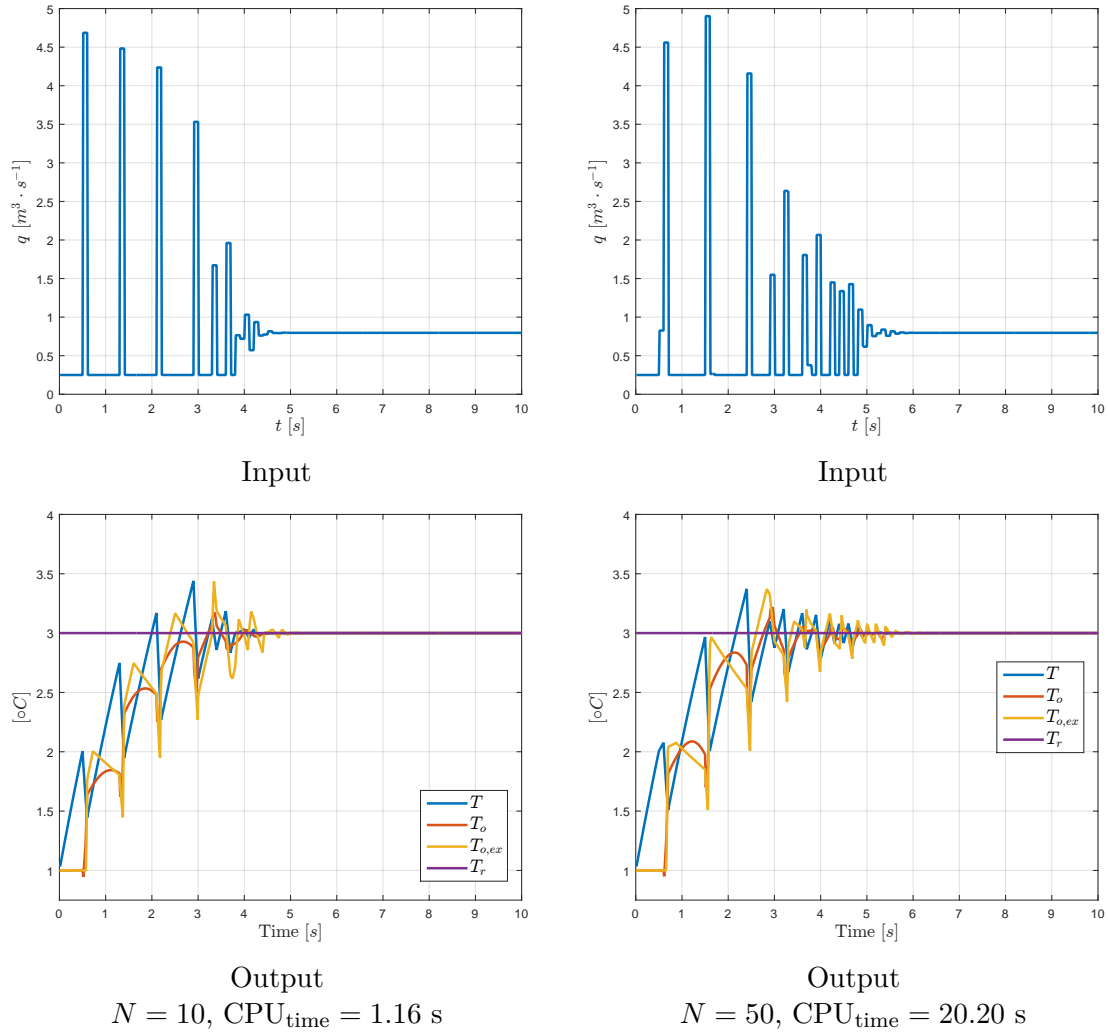 5
4.5
4
3.5
3
2.5
2
1.5
1
0.5
0
q [m³ · s⁻¹]
0 1 2 3 4 5 6 7 8 9 10
t [s]
Input
5
4.5
4
3.5
3
2.5
2
1.5
1
0.5
0
q [m³ · s⁻¹]
0 1 2 3 4 5 6 7 8 9 10
t [s]
Input
4
3.5
3
2.5
2
1.5
1
[∘C]
T
T_o
T_{o,ex}
T_r
0 1 2 3 4 5 6 7 8 9 10
Time [s]
Output
N = 10, CPU_time = 1.16 s
4
3.5
3
2.5
2
1.5
1
[∘C]
T
T_o
T_{o,ex}
T_r
0 1 2 3 4 5 6 7 8 9 10
Time [s]
Output
N = 50, CPU_time = 20.20 s